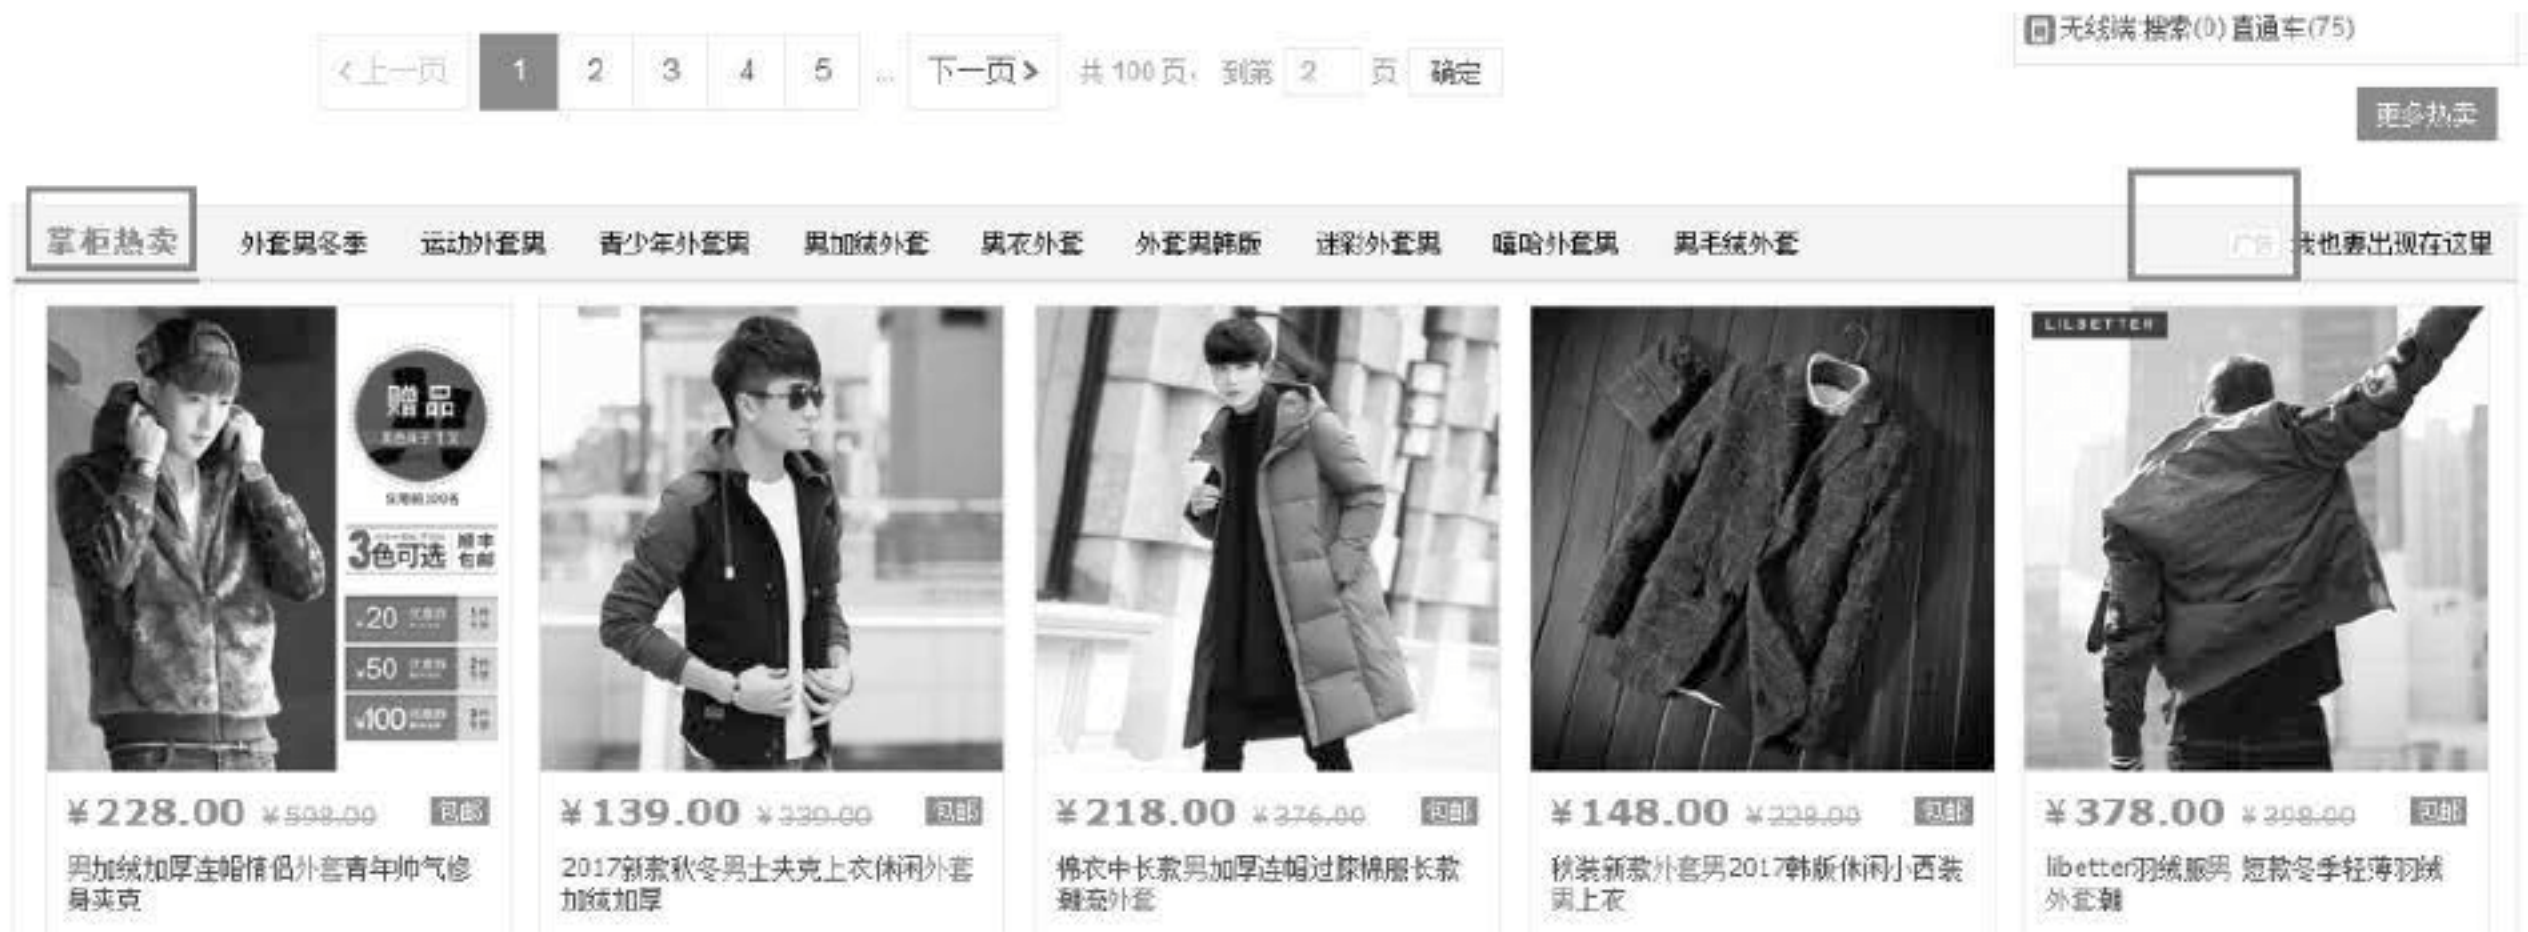 无线端 搜索(0) 直通车(75)
<上一页 1 2 3 4 5 ... 下一页> 共100页, 到第 2 页 确定
更多热卖
掌柜热卖 外套男冬季 运动外套男 青少年外套男 男加绒外套 男衣外套 外套男韩版 迷彩外套男 嘻哈外套男 男毛绒外套 广告 我也要出现在这里
赠品
3色可选 顺丰包邮
¥20
¥50
¥100
LILBETTER
¥228.00 ¥598.00 包邮
男加绒加厚连帽情侣外套青年帅气修
身夹克
¥139.00 ¥339.00 包邮
2017新款秋冬男士夹克上衣休闲外套
加绒加厚
¥218.00 ¥376.00 包邮
棉衣中长款男加厚连帽过膝棉服长款
潮流外套
¥148.00 ¥228.00 包邮
秋装新款外套男2017韩版休闲小西装
男上衣
¥378.00 ¥398.00 包邮
libetter羽绒服男 短款冬季轻薄羽绒
外套潮